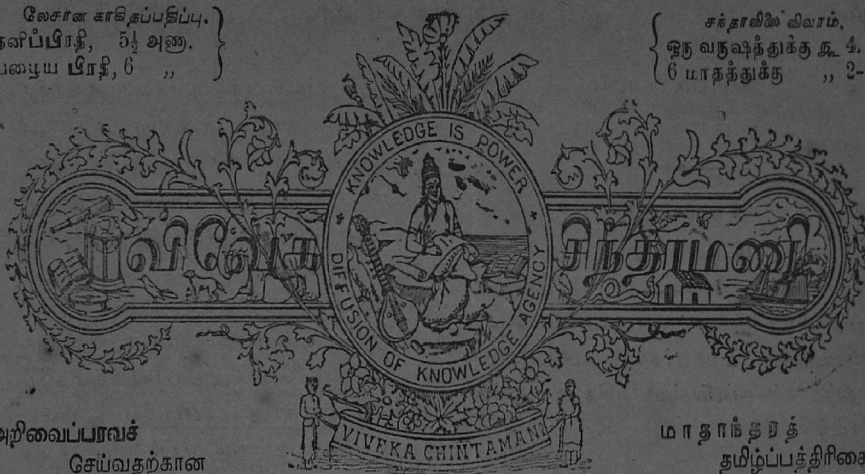 லேசான காகிதப்பதிப்பு.
தனிப்பிரதி, 5½ அணா.
பழைய பிரதி, 6 ,,
சந்தாவிலை விவரம்.
ஒரு வருஷத்துக்கு ரூ 4.
6 மாதத்துக்கு ,, 2-
KNOWLEDGE IS POWER
விவேக சிந்தாமணி
DIFFUSION OF KNOWLEDGE AGENCY
VIVEKA CHINTAMANI
அறிவைப்பரவச்
செய்வதற்கான
மாதாந்தரத்
தமிழ்ப்பத்திரிகை